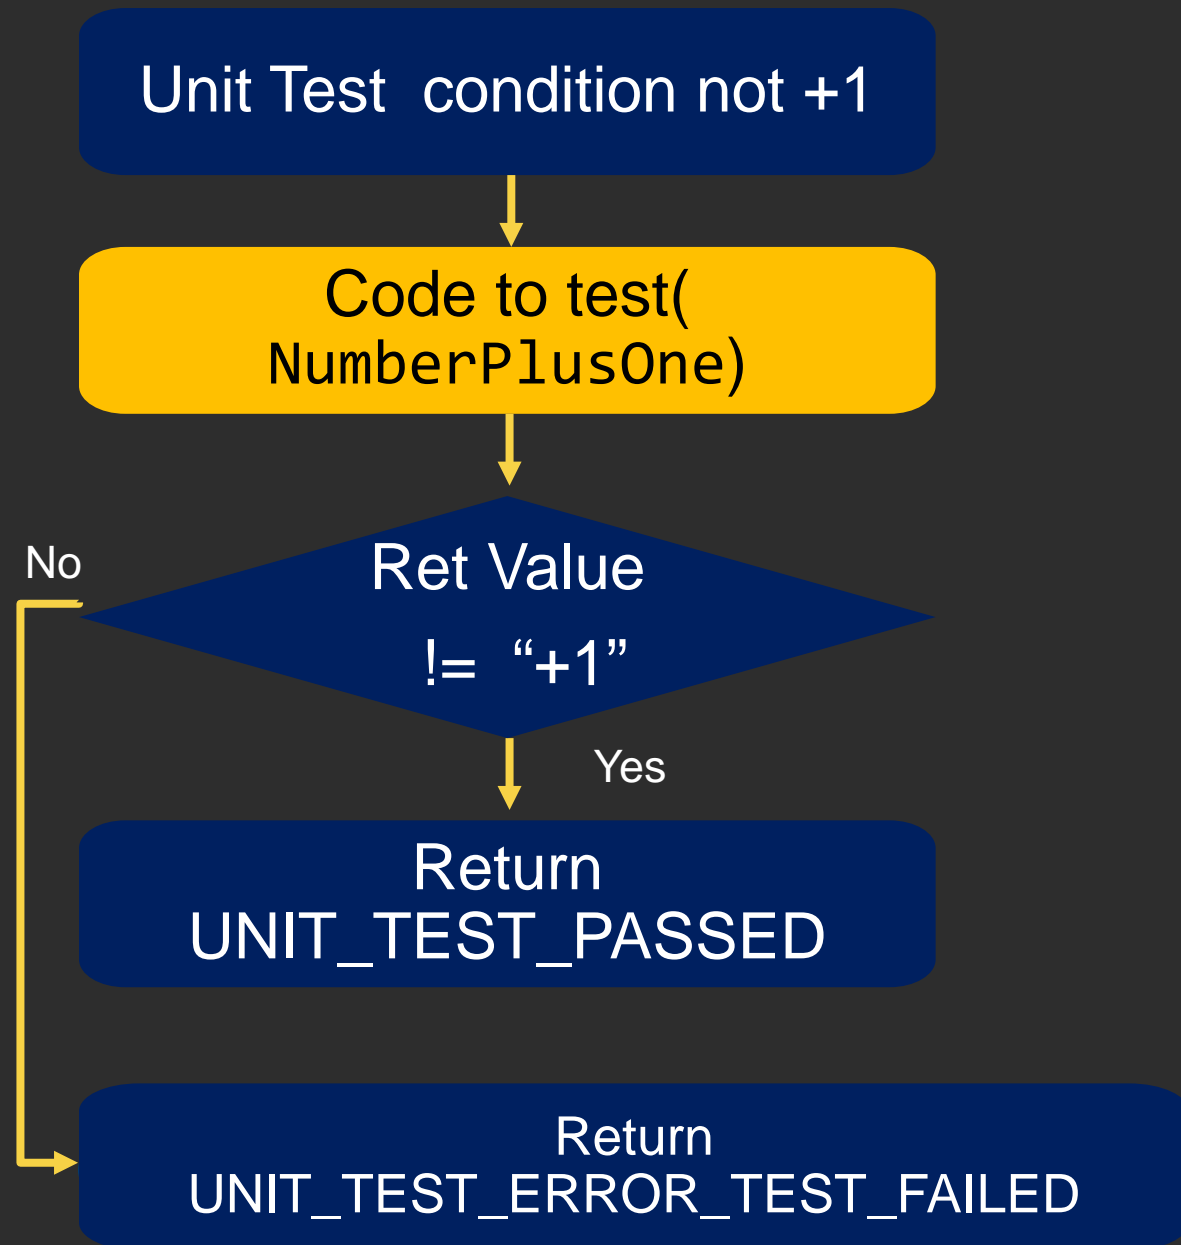 Unit Test  condition not +1
Code to test(
NumberPlusOne)
No
Ret Value
!=  “+1”
Yes
Return
UNIT_TEST_PASSED
Return
UNIT_TEST_ERROR_TEST_FAILED